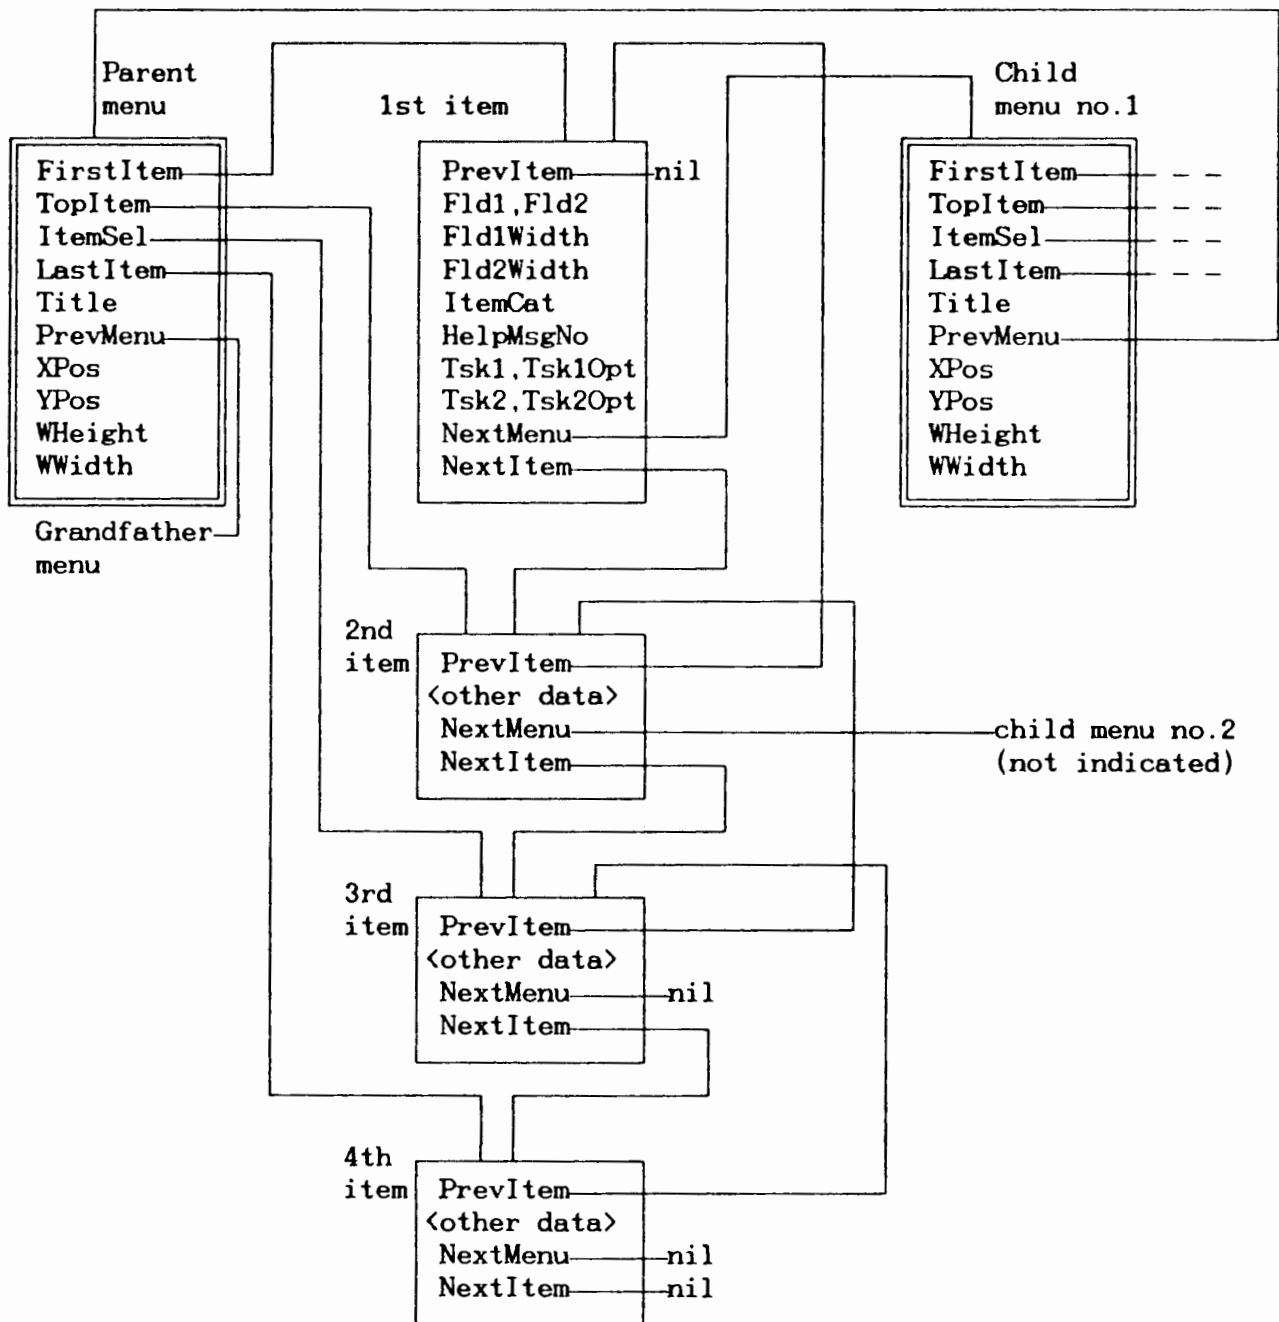 Parent
menu
FirstItem
TopItem
ItemSel
LastItem
Title
PrevMenu
XPos
YPos
WHeight
WWidth
Grandfather
menu
1st item
PrevItem nil
Fld1,Fld2
Fld1Width
Fld2Width
ItemCat
HelpMsgNo
Tsk1,Tsk1Opt
Tsk2,Tsk2Opt
NextMenu
NextItem
Child
menu no.1
FirstItem
TopItem
ItemSel
LastItem
Title
PrevMenu
XPos
YPos
WHeight
WWidth
2nd
item
PrevItem
<other data>
NextMenu
NextItem
child menu no.2
(not indicated)
3rd
item
PrevItem
<other data>
NextMenu nil
NextItem
4th
item
PrevItem
<other data>
NextMenu nil
NextItem nil